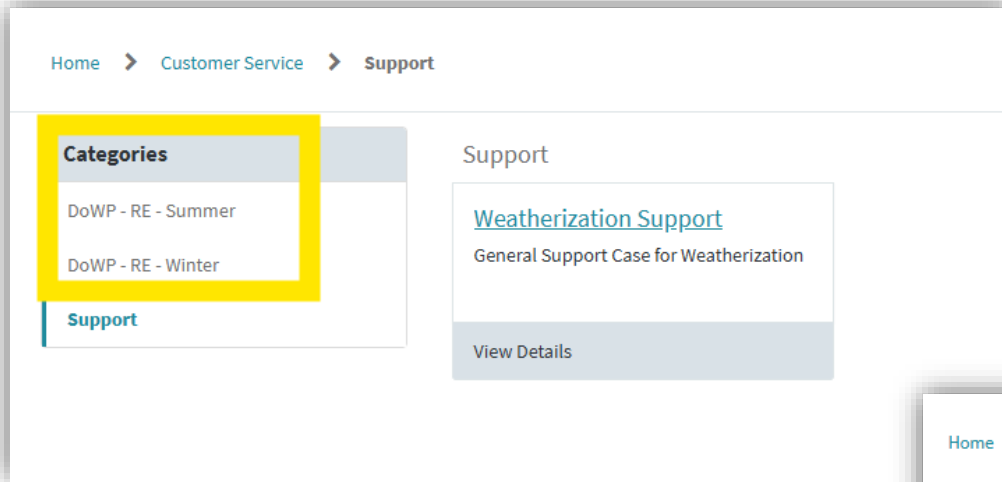 Home > Customer Service > Support
Categories
DoWP - RE - Summer
DoWP - RE - Winter
Support
Support
Weatherization Support
General Support Case for Weatherization
View Details
Home